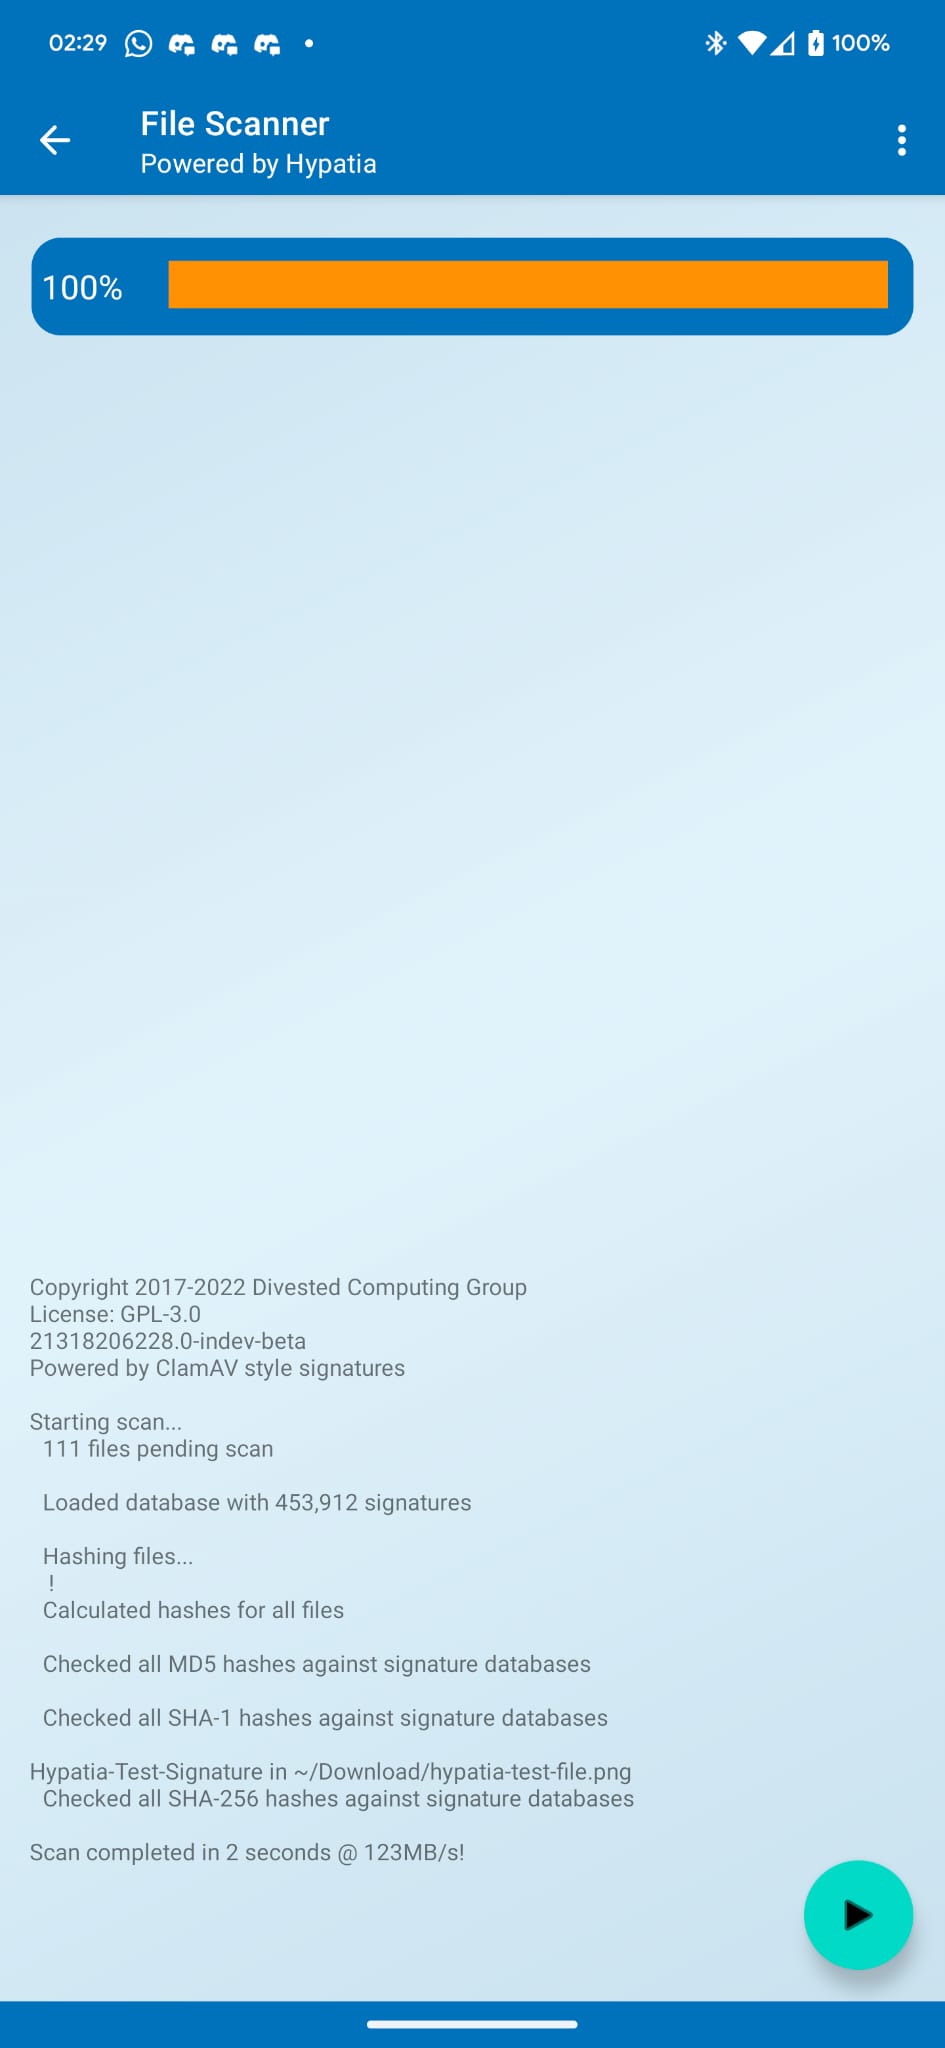 02:29
100%
File Scanner
Powered by Hypatia
100%
Copyright 2017-2022 Divested Computing Group
License: GPL-3.0
21318206228.0-indev-beta
Powered by ClamAV style signatures
Starting scan...
111 files pending scan
Loaded database with 453,912 signatures
Hashing files...
!
Calculated hashes for all files
Checked all MD5 hashes against signature databases
Checked all SHA-1 hashes against signature databases
Hypatia-Test-Signature in ~/Download/hypatia-test-file.png
Checked all SHA-256 hashes against signature databases
Scan completed in 2 seconds @ 123MB/s!